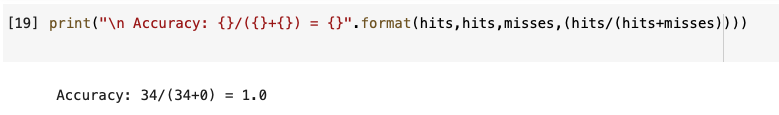 [19] print("\n Accuracy: {}/({}+{}) = {}".format(hits,hits,misses,(hits/(hits+misses))))
Accuracy: 34/(34+0) = 1.0